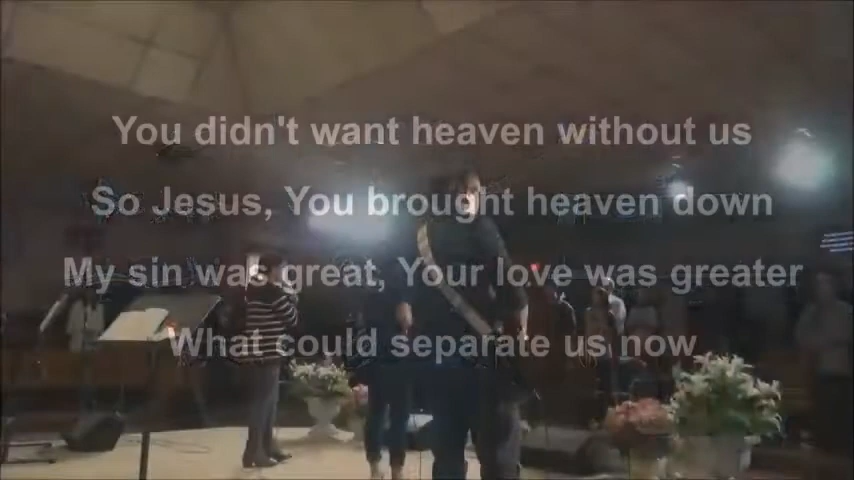 You didn't want heaven without us
So Jesus, You brought heaven down
My sin was great, Your love was greater
What could separate us now